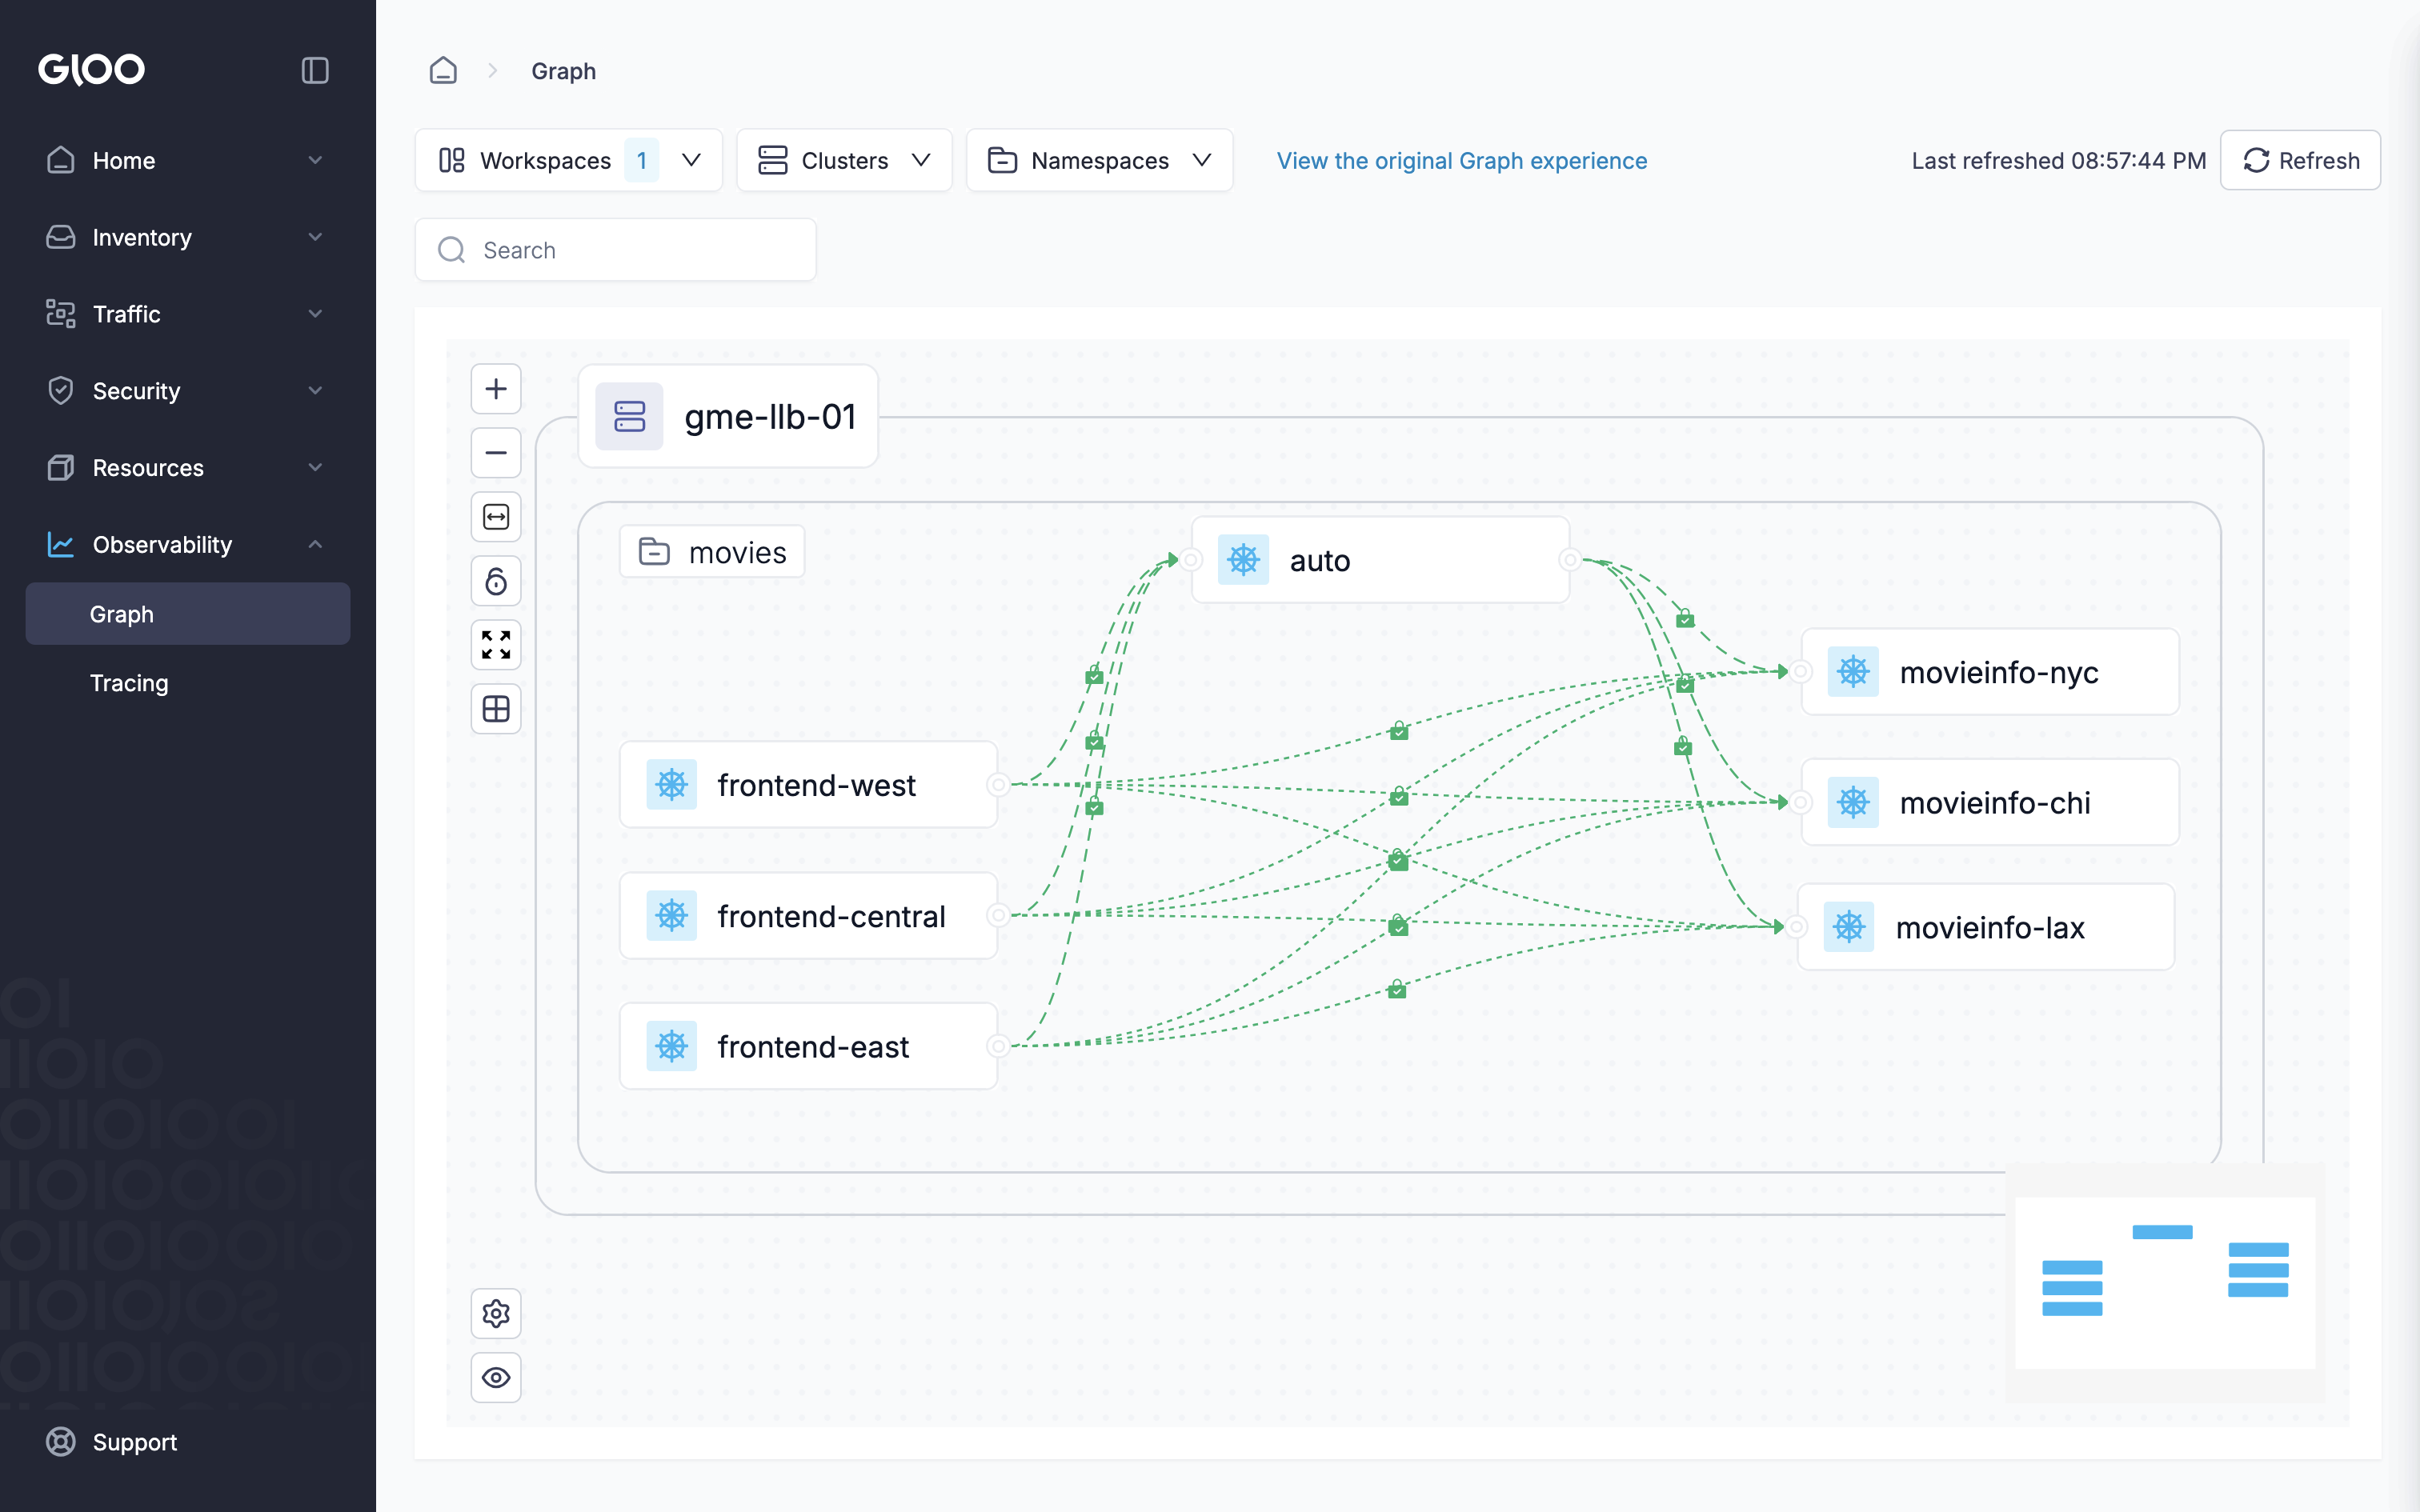 GLOO
Home
Inventory
Traffic
Security
Resources
Observability
Graph
Tracing
Support
Graph
Workspaces 1
Clusters
Namespaces
View the original Graph experience
Last refreshed 08:57:44 PM
Refresh
Search
gme-llb-01
movies
auto
frontend-west
frontend-central
frontend-east
movieinfo-nyc
movieinfo-chi
movieinfo-lax